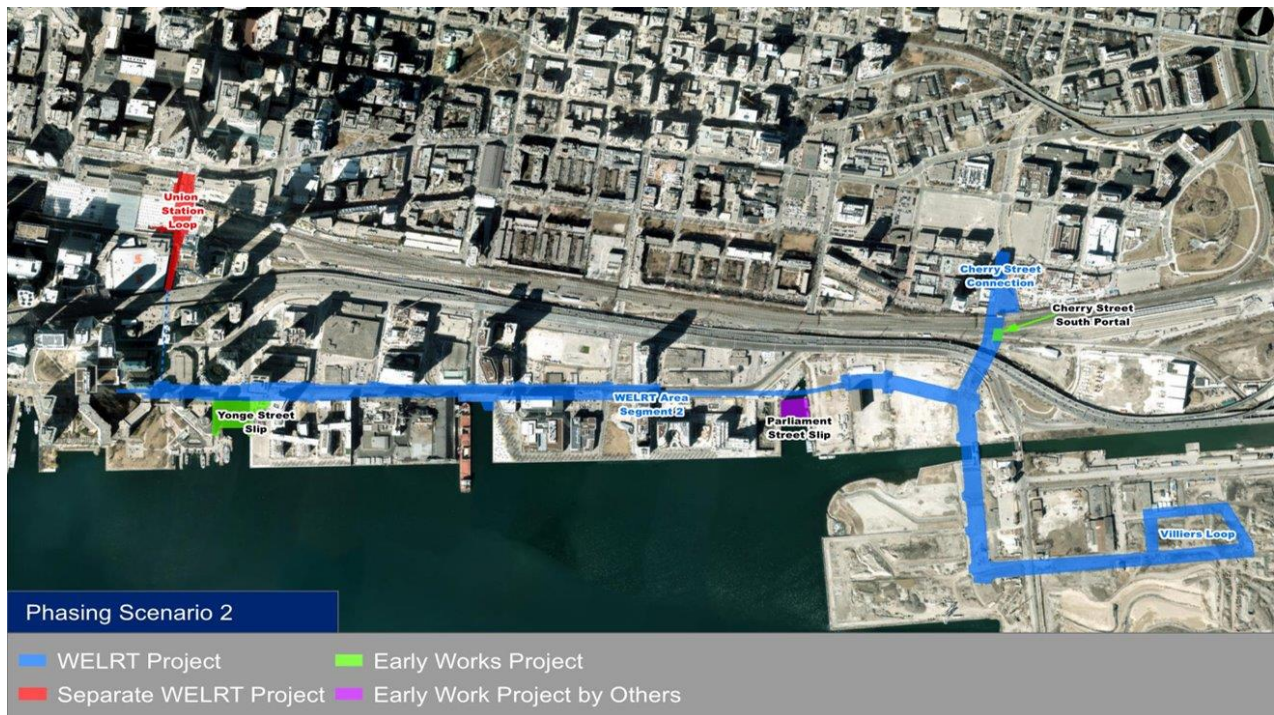 Union
Station
Loop
Cherry Street
Connection
Cherry Street
South Portal
WELRT Area
Segment 2
Yonge Street
Slip
Parliament
Street Slip
Villiers Loop
Phasing Scenario 2
WELRT Project
Early Works Project
Separate WELRT Project
Early Work Project by Others